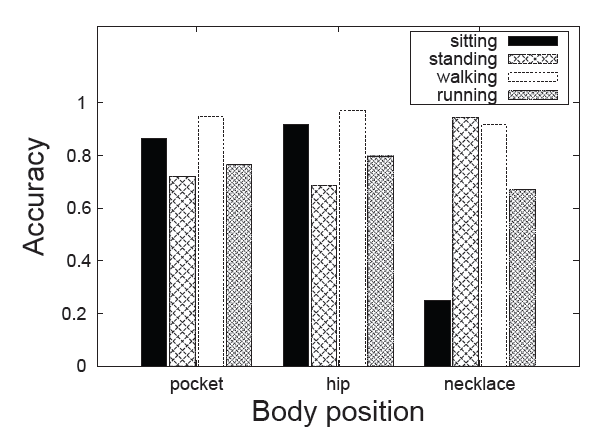 sitting
standing
walking
running
1
0.8
0.6
0.4
0.2
0
Accuracy
pocket hip necklace
Body position